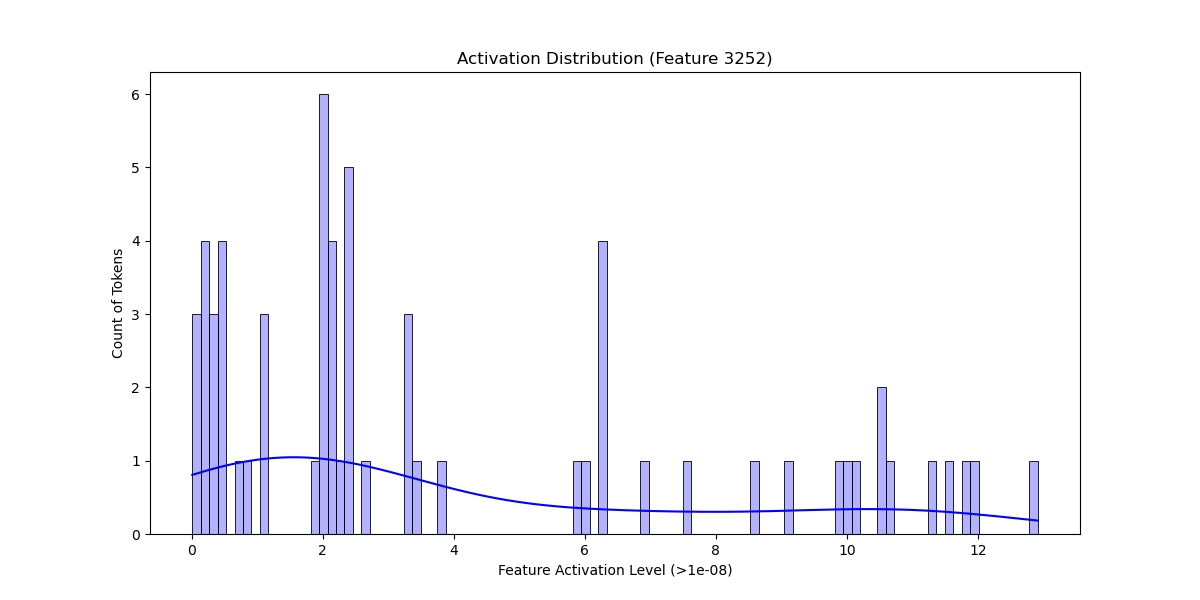 Activation Distribution (Feature 3252)
6
5
4
3
2
1
0
Count of Tokens
0 2 4 6 8 10 12
Feature Activation Level (>1e-08)